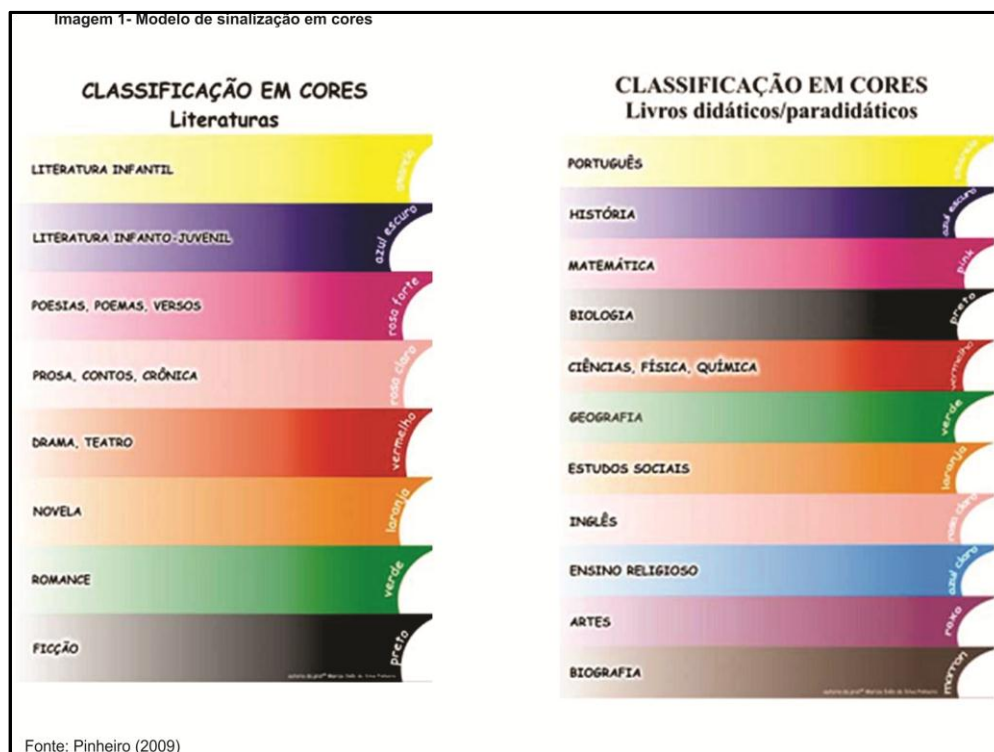 Imagem 1- Modelo de sinalização em cores
CLASSIFICAÇÃO EM CORES
Literaturas
LITERATURA INFANTIL
amarelo
LITERATURA INFANTO-JUVENIL
azul escuro
POESIAS, POEMAS, VERSOS
rosa forte
PROSA, CONTOS, CRÔNICA
rosa claro
DRAMA, TEATRO
vermelho
NOVELA
laranja
ROMANCE
verde
FICÇÃO
preto
CLASSIFICAÇÃO EM CORES
Livros didáticos/paradidáticos
PORTUGUÊS
amarelo
HISTÓRIA
azul escuro
MATEMÁTICA
pink
BIOLOGIA
preto
CIÊNCIAS, FÍSICA, QUÍMICA
vermelho
GEOGRAFIA
verde
ESTUDOS SOCIAIS
laranja
INGLÊS
rosa claro
ENSINO RELIGIOSO
azul claro
ARTES
roxo
BIOGRAFIA
marron
Fonte: Pinheiro (2009)